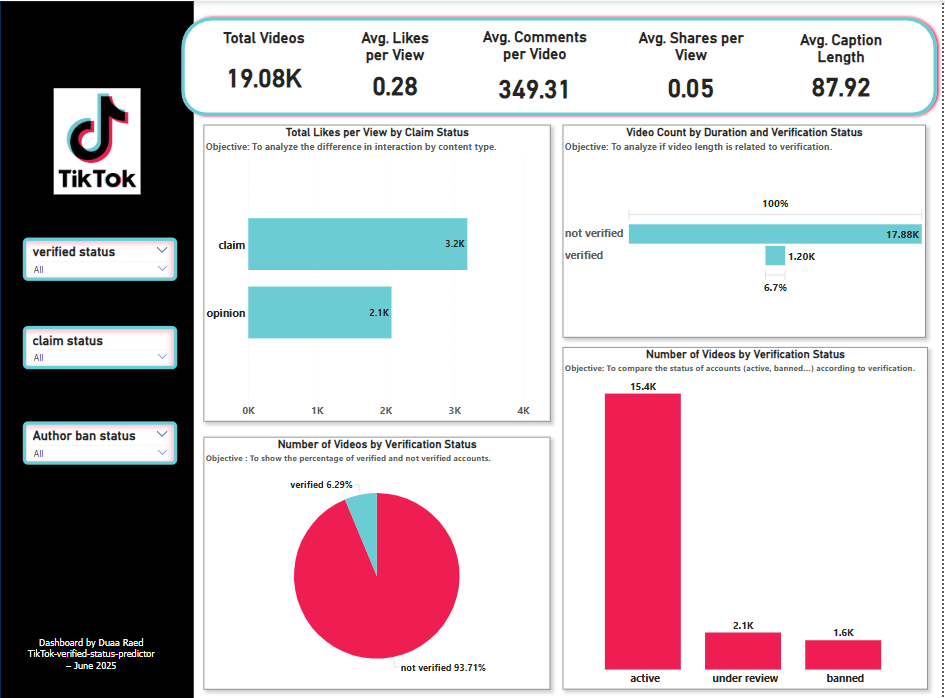 Total Videos
19.08K
Avg. Likes
per View
0.28
Avg. Comments
per Video
349.31
Avg. Shares per
View
0.05
Avg. Caption
Length
87.92
TikTok
verified status
All
claim status
All
Author ban status
All
Dashboard by Duaa Raed
TikTok-verified-status-predictor
– June 2025
Total Likes per View by Claim Status
Objective: To analyze the difference in interaction by content type.
claim
3.2K
opinion
2.1K
0K 1K 2K 3K 4K
Video Count by Duration and Verification Status
Objective: To analyze if video length is related to verification.
100%
not verified
17.88K
verified
1.20K
6.7%
Number of Videos by Verification Status
Objective : To show the percentage of verified and not verified accounts.
verified 6.29%
not verified 93.71%
Number of Videos by Verification Status
Objective: To compare the status of accounts (active, banned...) according to verification.
15.4K
2.1K
1.6K
active under review banned